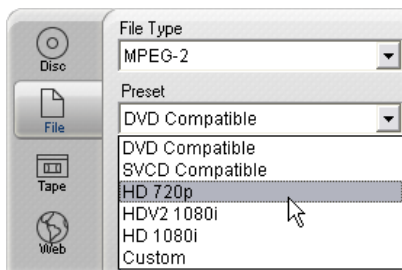 File Type
MPEG-2
Disc
Preset
DVD Compatible
File
DVD Compatible
SVCD Compatible
Tape
HD 720p
HDV2 1080i
HD 1080i
Web
Custom